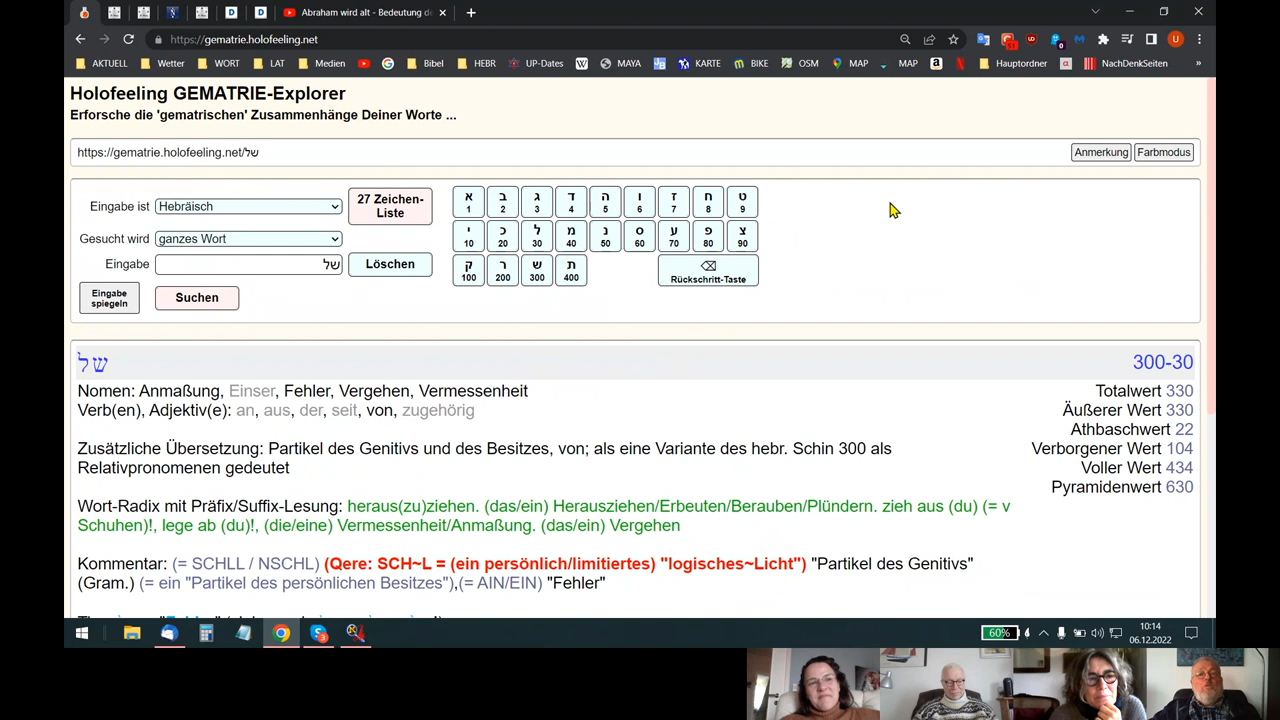 Abraham wird alt - Bedeutung de
https://gematrie.holofeeling.net
AKTUELL Wetter WORT LAT Medien Bibel HEBR UP-Dates MAYA KARTE BIKE OSM MAP MAP Hauptordner NachDenkSeiten »
Holofeeling GEMATRIE-Explorer
Erforsche die 'gematrischen' Zusammenhänge Deiner Worte ...
https://gematrie.holofeeling.net/של
Anmerkung Farbmodus
Eingabe ist Hebräisch
27 Zeichen-Liste
Gesucht wird ganzes Wort
Eingabe של Löschen
Eingabe spiegeln Suchen
א ב ג ד ה ו ז ח ט
1 2 3 4 5 6 7 8 9
י כ ל מ נ ס ע פ צ
10 20 30 40 50 60 70 80 90
ק ר ש ת
100 200 300 400
Rückschritt-Taste
של 300-30
Nomen: Anmaßung, Einser, Fehler, Vergehen, Vermessenheit
Verb(en), Adjektiv(e): an, aus, der, seit, von, zugehörig
Totalwert 330
Äußerer Wert 330
Athbaschwert 22
Verborgener Wert 104
Voller Wert 434
Pyramidenwert 630
Zusätzliche Übersetzung: Partikel des Genitivs und des Besitzes, von; als eine Variante des hebr. Schin 300 als
Relativpronomenen gedeutet
Wort-Radix mit Präfix/Suffix-Lesung: heraus(zu)ziehen. (das/ein) Herausziehen/Erbeuten/Berauben/Plündern. zieh aus (du) (= v
Schuhen)!, lege ab (du)!, (die/eine) Vermessenheit/Anmaßung. (das/ein) Vergehen
Kommentar: (= SCHLL / NSCHL) (Qere: SCH~L = (ein persönlich/limitiertes) "logisches~Licht") "Partikel des Genitivs"
(Gram.) (= ein "Partikel des persönlichen Besitzes"),(= AIN/EIN) "Fehler"
60%
10:14
06.12.2022